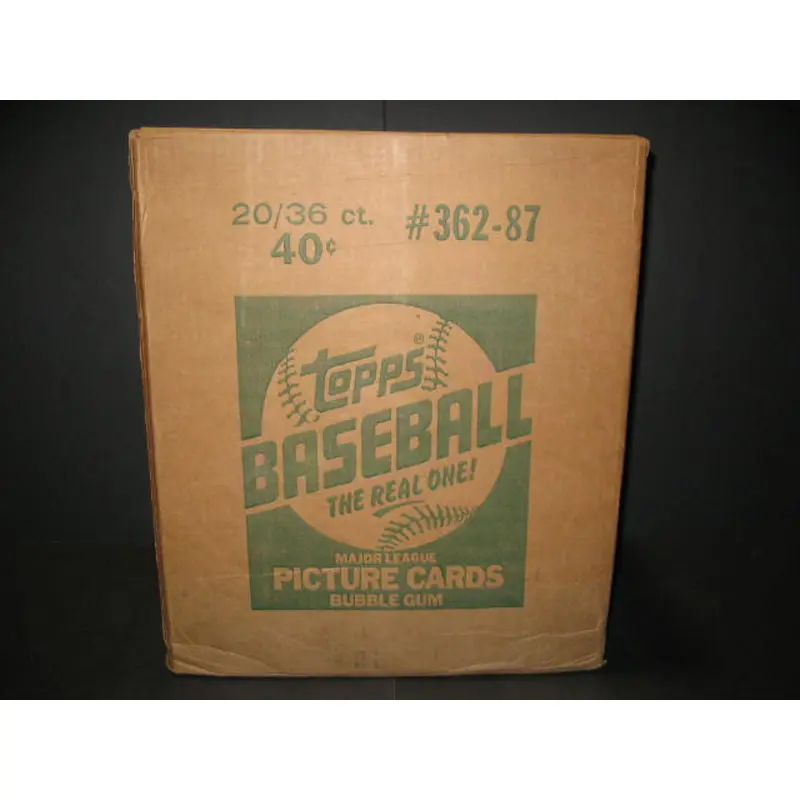 20/36 ct. #362-87
40¢
topps®
BASEBALL
THE REAL ONE!
MAJOR LEAGUE
PICTURE CARDS
BUBBLE GUM